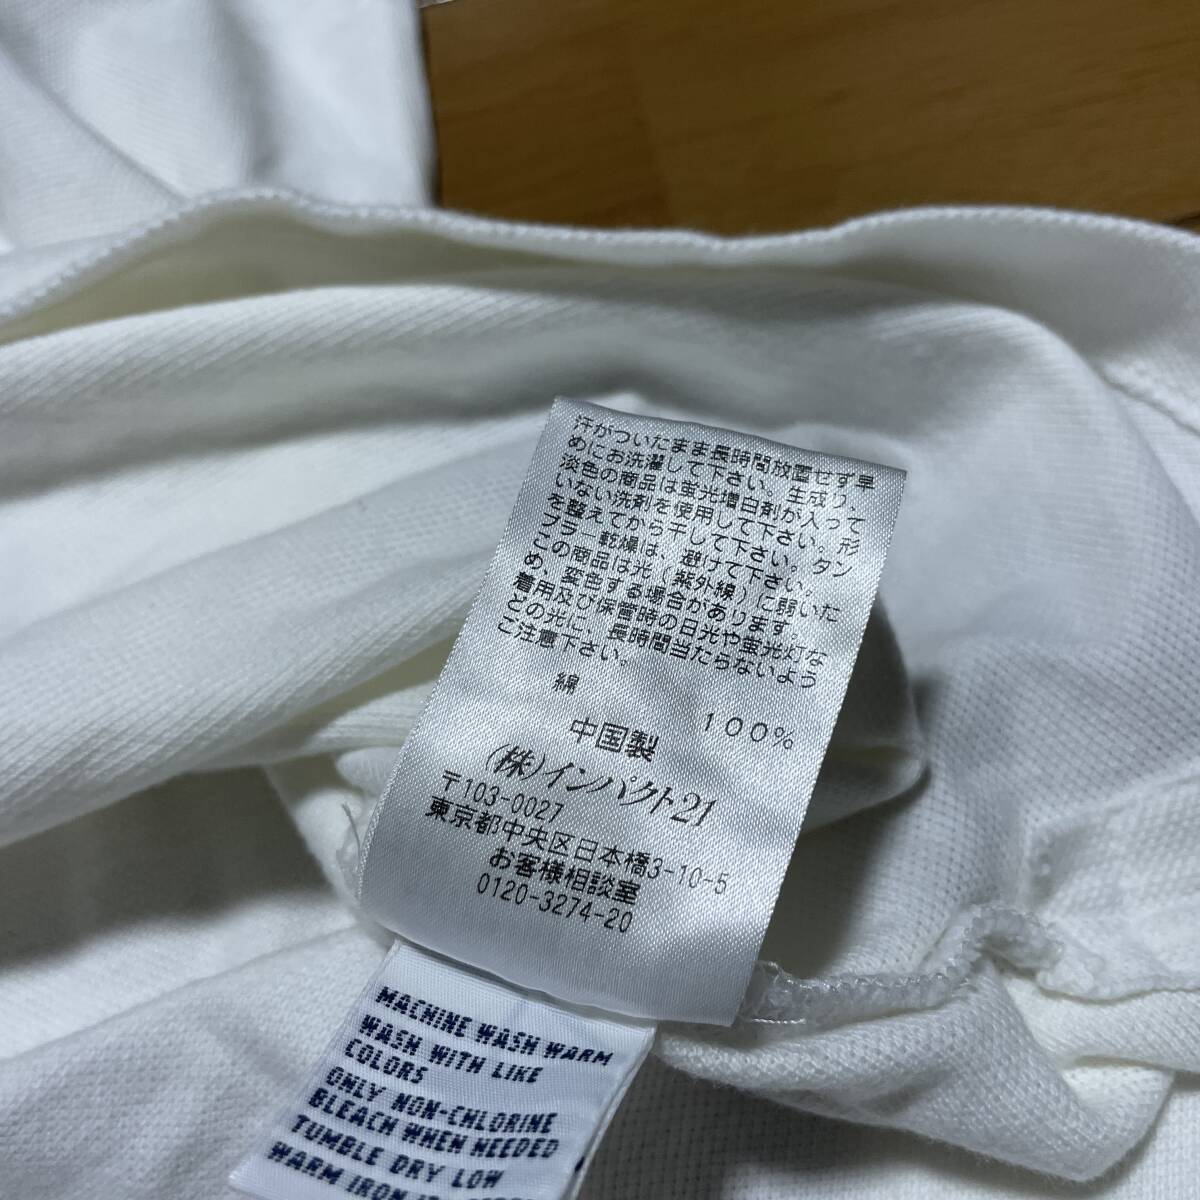 汗がついたまま長時間放置せず早
めにお洗濯して下さい。生成り、
淡色の商品は蛍光増白剤が入って
いない洗剤を使用して下さい。形
を整えてから干して下さい。タン
ブラー乾燥は、避けて下さい。
この商品は光（紫外線）に弱いた
め、変色する場合があります。
着用及び保管時の日光や蛍光灯な
どの光に、長時間当たらないよう
ご注意下さい。
綿 100%
中国製
(株)インパクト21
〒103-0027
東京都中央区日本橋3-10-5
お客様相談室
0120-3274-20
MACHINE WASH WARM
WASH WITH LIKE
COLORS
ONLY NON-CHLORINE
BLEACH WHEN NEEDED
TUMBLE DRY LOW
WARM IRON